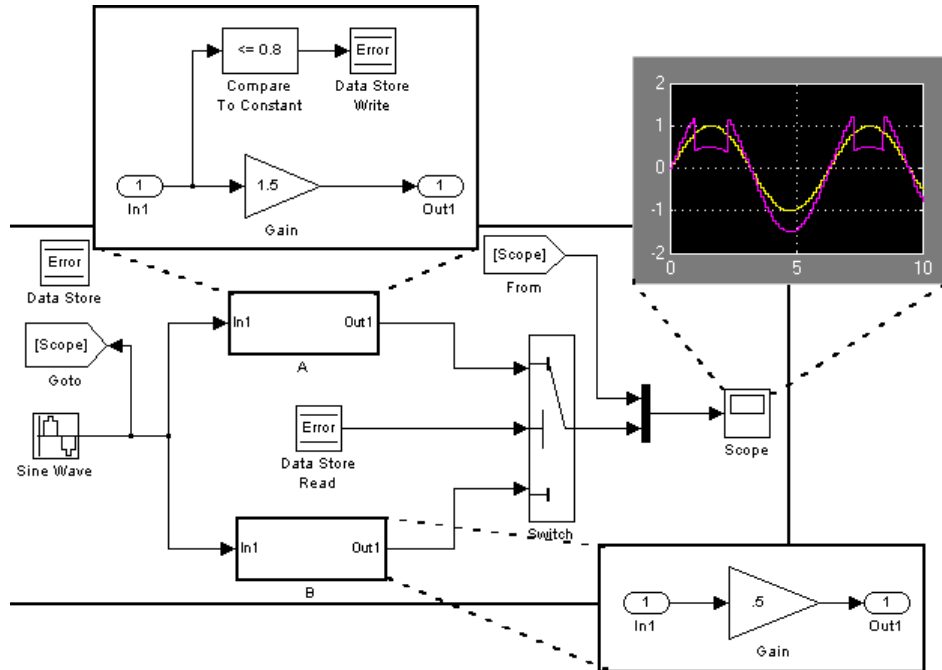 <= 0.8
Error
Compare
To Constant
Data Store
Write
1
In1
1.5
Gain
1
Out1
2
1
0
-1
-2
0
5
10
Error
Data Store
[Scope]
From
In1
Out1
A
[Scope]
Goto
Error
Data Store
Read
Sine Wave
Scope
Switch
In1
Out1
B
1
In1
.5
Gain
1
Out1